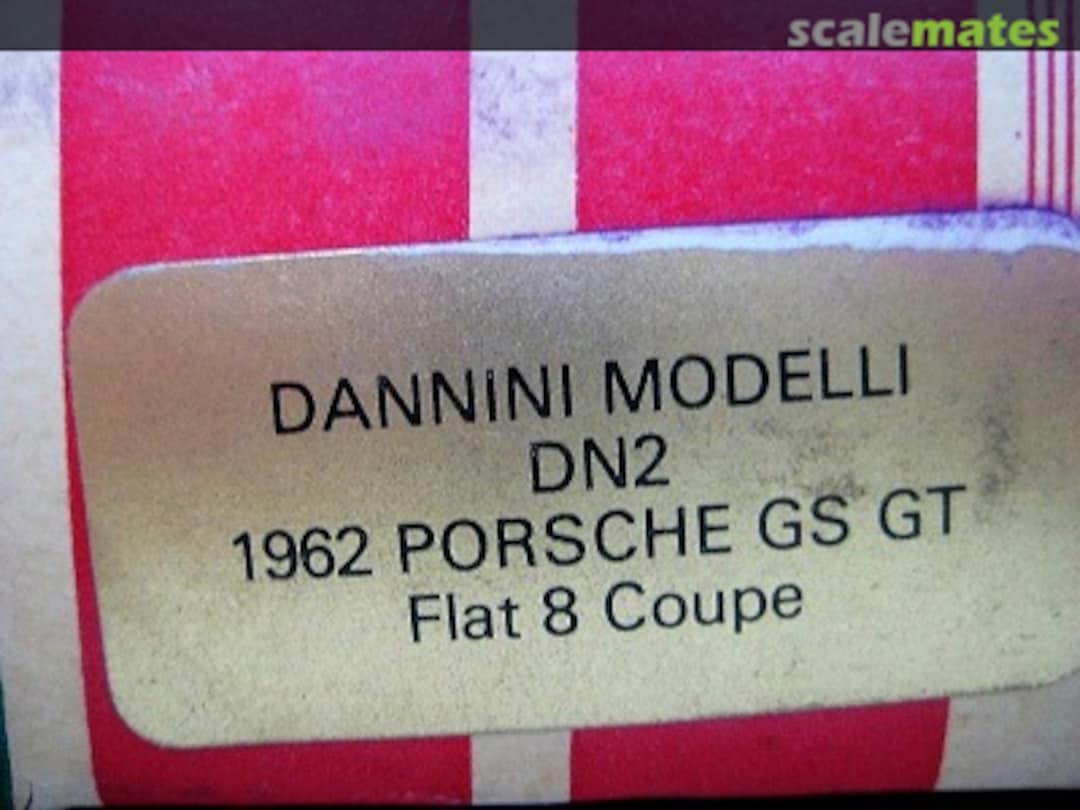 scalemates
DANNiNI MODELLI
DN2
1962 PORSCHE GS GT
Flat 8 Coupe